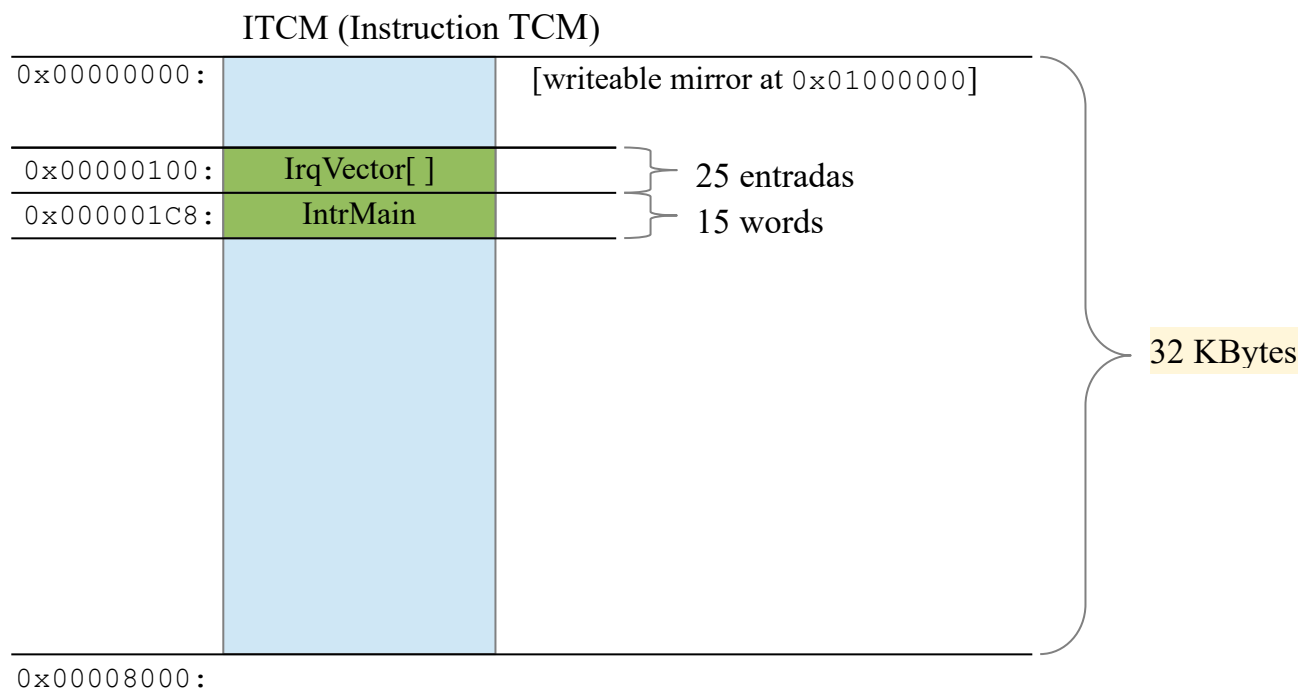 ITCM (Instruction TCM)
0x00000000:
[writeable mirror at 0x01000000]
0x00000100:
IrqVector[ ]
25 entradas
0x000001C8:
IntrMain
15 words
32 KBytes
0x00008000: